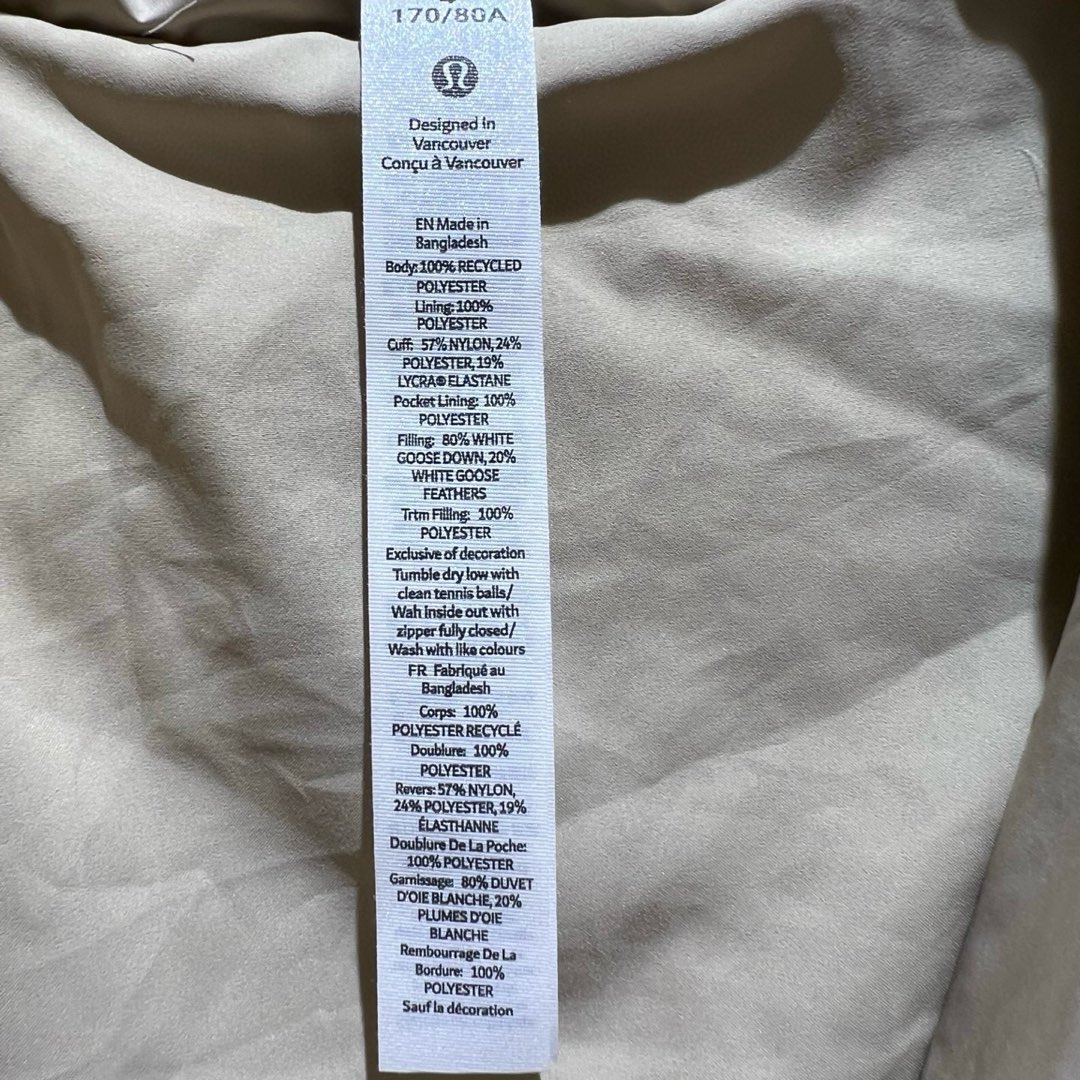 170/80A
Designed in
Vancouver
Conçu à Vancouver
EN Made in
Bangladesh
Body: 100% RECYCLED
POLYESTER
Lining: 100%
POLYESTER
Cuff: 57% NYLON, 24%
POLYESTER, 19%
LYCRA® ELASTANE
Pocket Lining: 100%
POLYESTER
Filling: 80% WHITE
GOOSE DOWN, 20%
WHITE GOOSE
FEATHERS
Trtm Filling: 100%
POLYESTER
Exclusive of decoration
Tumble dry low with
clean tennis balls/
Wah inside out with
zipper fully closed/
Wash with like colours
FR Fabriqué au
Bangladesh
Corps: 100%
POLYESTER RECYCLÉ
Doublure: 100%
POLYESTER
Revers: 57% NYLON,
24% POLYESTER, 19%
ÉLASTHANNE
Doublure De La Poche:
100% POLYESTER
Garnissage: 80% DUVET
D'OIE BLANCHE, 20%
PLUMES D'OIE
BLANCHE
Rembourrage De La
Bordure: 100%
POLYESTER
Sauf la décoration